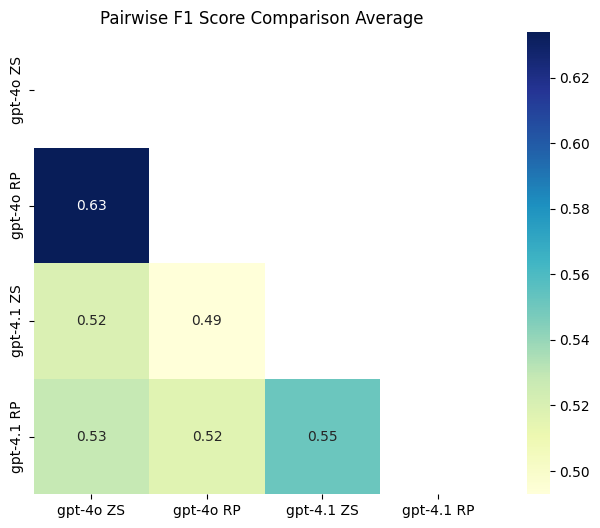 Pairwise F1 Score Comparison Average
gpt-4o ZS
gpt-4o RP
gpt-4.1 ZS
gpt-4.1 RP
0.63
0.52 0.49
0.53 0.52 0.55
gpt-4o ZS gpt-4o RP gpt-4.1 ZS gpt-4.1 RP
0.62
0.60
0.58
0.56
0.54
0.52
0.50